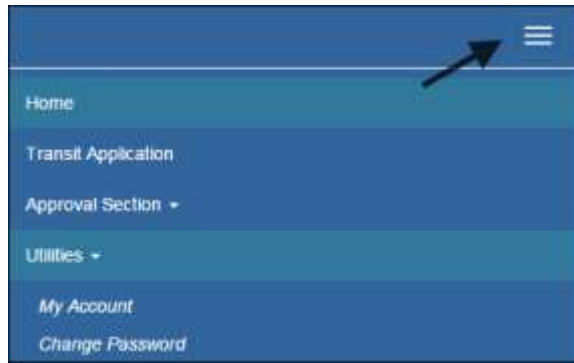 Home
Transit Application
Approval Section
Utilities
My Account
Change Password